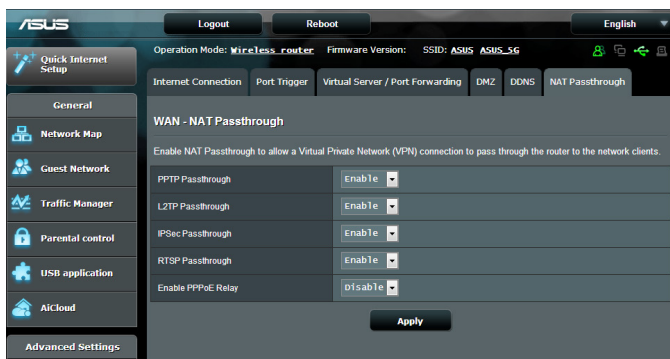 ASUS
Logout Reboot English
Operation Mode: Wireless router Firmware Version: SSID: ASUS ASUS_5G
Quick Internet
Setup
General
Network Map
Guest Network
Traffic Manager
Parental control
USB application
AiCloud
Advanced Settings
Internet Connection Port Trigger Virtual Server / Port Forwarding DMZ DDNS NAT Passthrough
WAN - NAT Passthrough
Enable NAT Passthrough to allow a Virtual Private Network (VPN) connection to pass through the router to the network clients.
PPTP Passthrough Enable
L2TP Passthrough Enable
IPSec Passthrough Enable
RTSP Passthrough Enable
Enable PPPoE Relay Disable
Apply